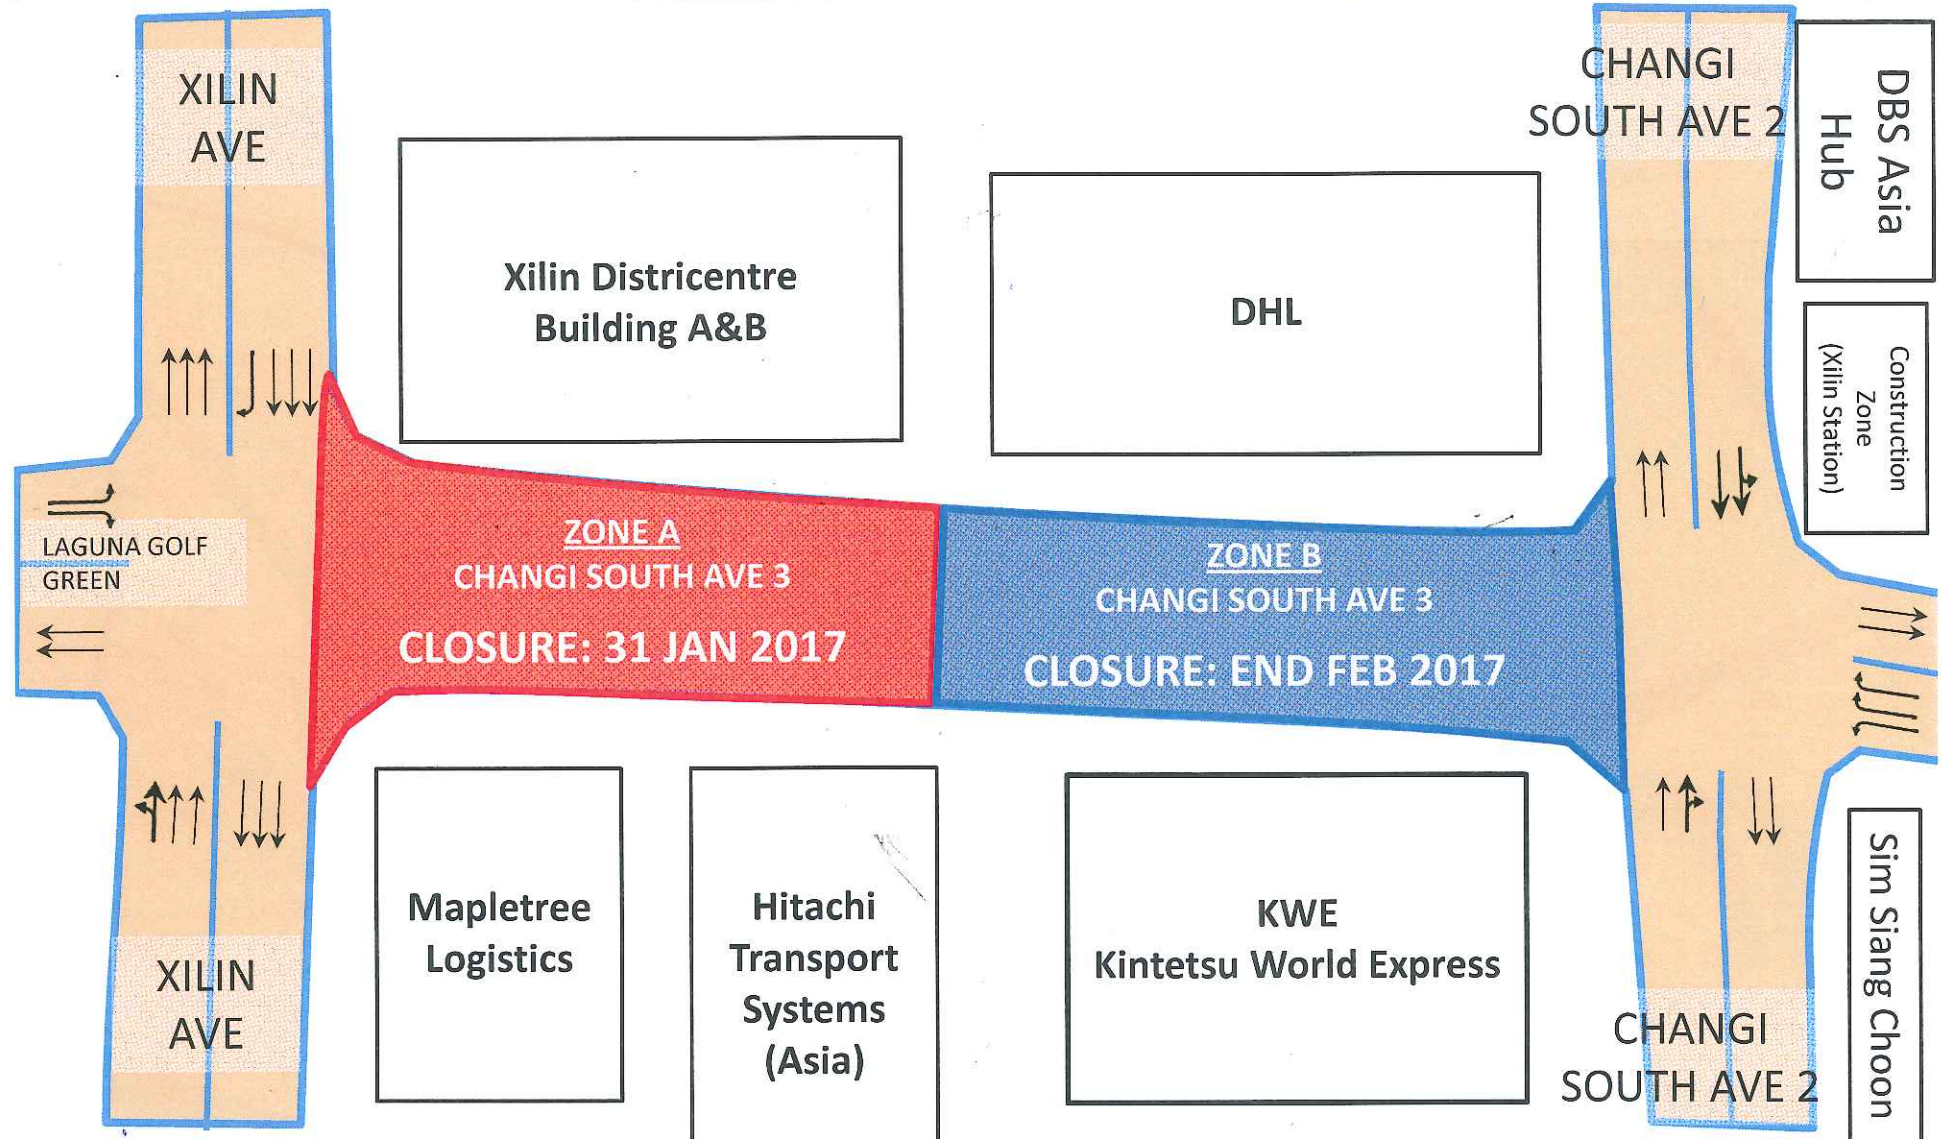 XILIN
AVE
CHANGI
SOUTH AVE 2
DBS Asia
Hub
Xilin Districentre
Building A&B
DHL
Construction
Zone
(Xilin Station)
LAGUNA GOLF
GREEN
ZONE A
CHANGI SOUTH AVE 3
CLOSURE: 31 JAN 2017
ZONE B
CHANGI SOUTH AVE 3
CLOSURE: END FEB 2017
Mapletree
Logistics
Hitachi
Transport
Systems
(Asia)
KWE
Kintetsu World Express
Sim Siang Choon
XILIN
AVE
CHANGI
SOUTH AVE 2